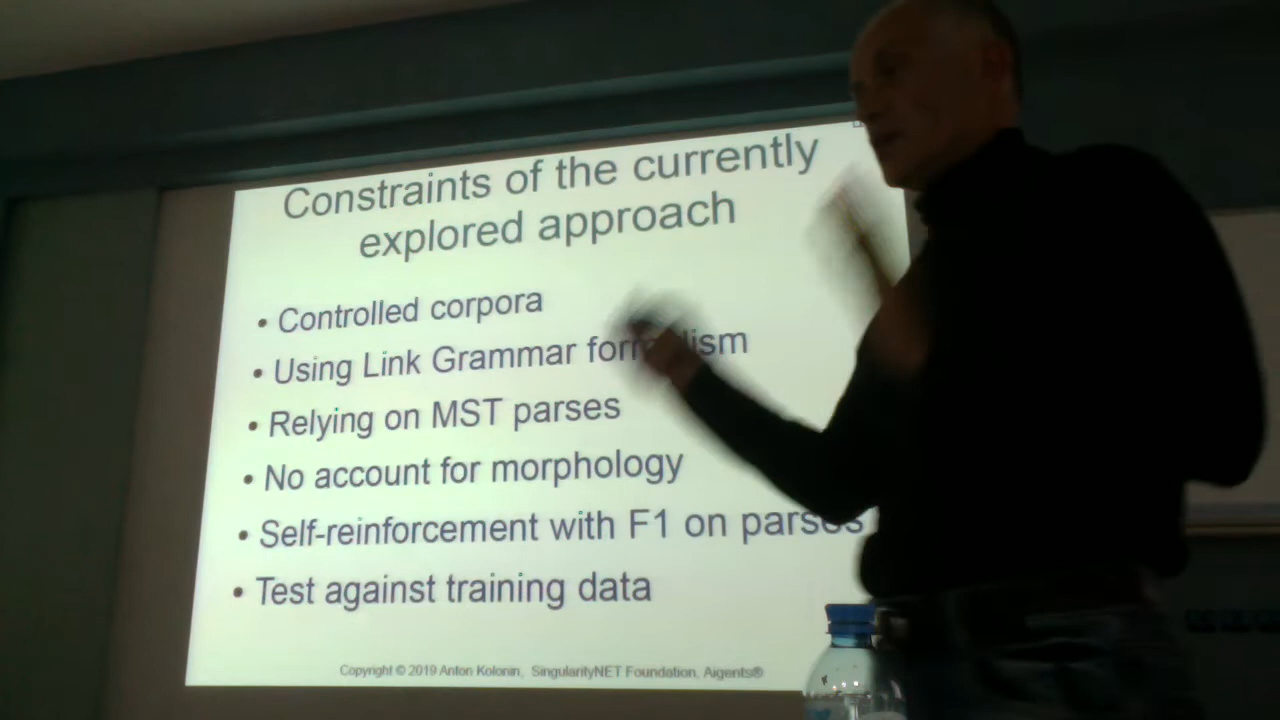 Constraints of the currently
explored approach
• Controlled corpora
• Using Link Grammar formalism
• Relying on MST parses
• No account for morphology
• Self-reinforcement with F1 on parses
• Test against training data
Copyright © 2019 Anton Kolonin, SingularityNET Foundation, Aigents®